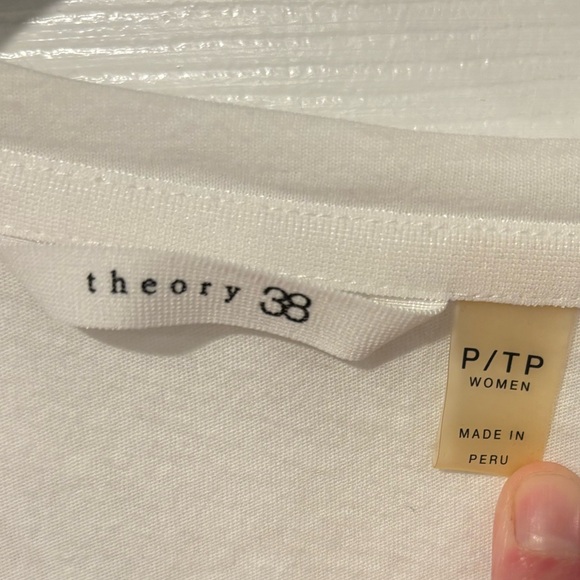 theory 38
P/TP
WOMEN
MADE IN
PERU